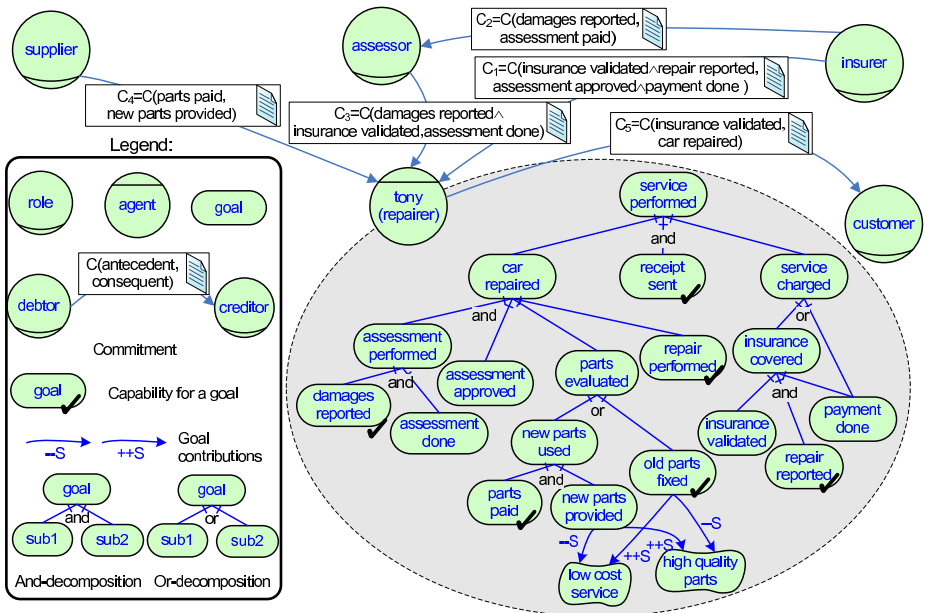 supplier
assessor
insurer
C2=C(damages reported,
assessment paid)
C1=C(insurance validated∧repair reported,
assessment approved∧payment done )
C4=C(parts paid,
new parts provided)
C3=C(damages reported∧
insurance validated,assessment done)
C5=C(insurance validated,
car repaired)
Legend:
role
agent
goal
C(antecedent,
consequent)
debtor
creditor
Commitment
goal
Capability for a goal
--S
++S
Goal
contributions
goal
and
sub1
sub2
goal
or
sub1
sub2
And-decomposition
Or-decomposition
tony
(repairer)
customer
service
performed
and
car
repaired
receipt
sent
service
charged
and
or
assessment
performed
assessment
approved
parts
evaluated
repair
performed
insurance
covered
and
damages
reported
assessment
done
or
and
insurance
validated
payment
done
repair
reported
new parts
used
old parts
fixed
and
parts
paid
new parts
provided
--S
++S
++S
--S
low cost
service
high quality
parts